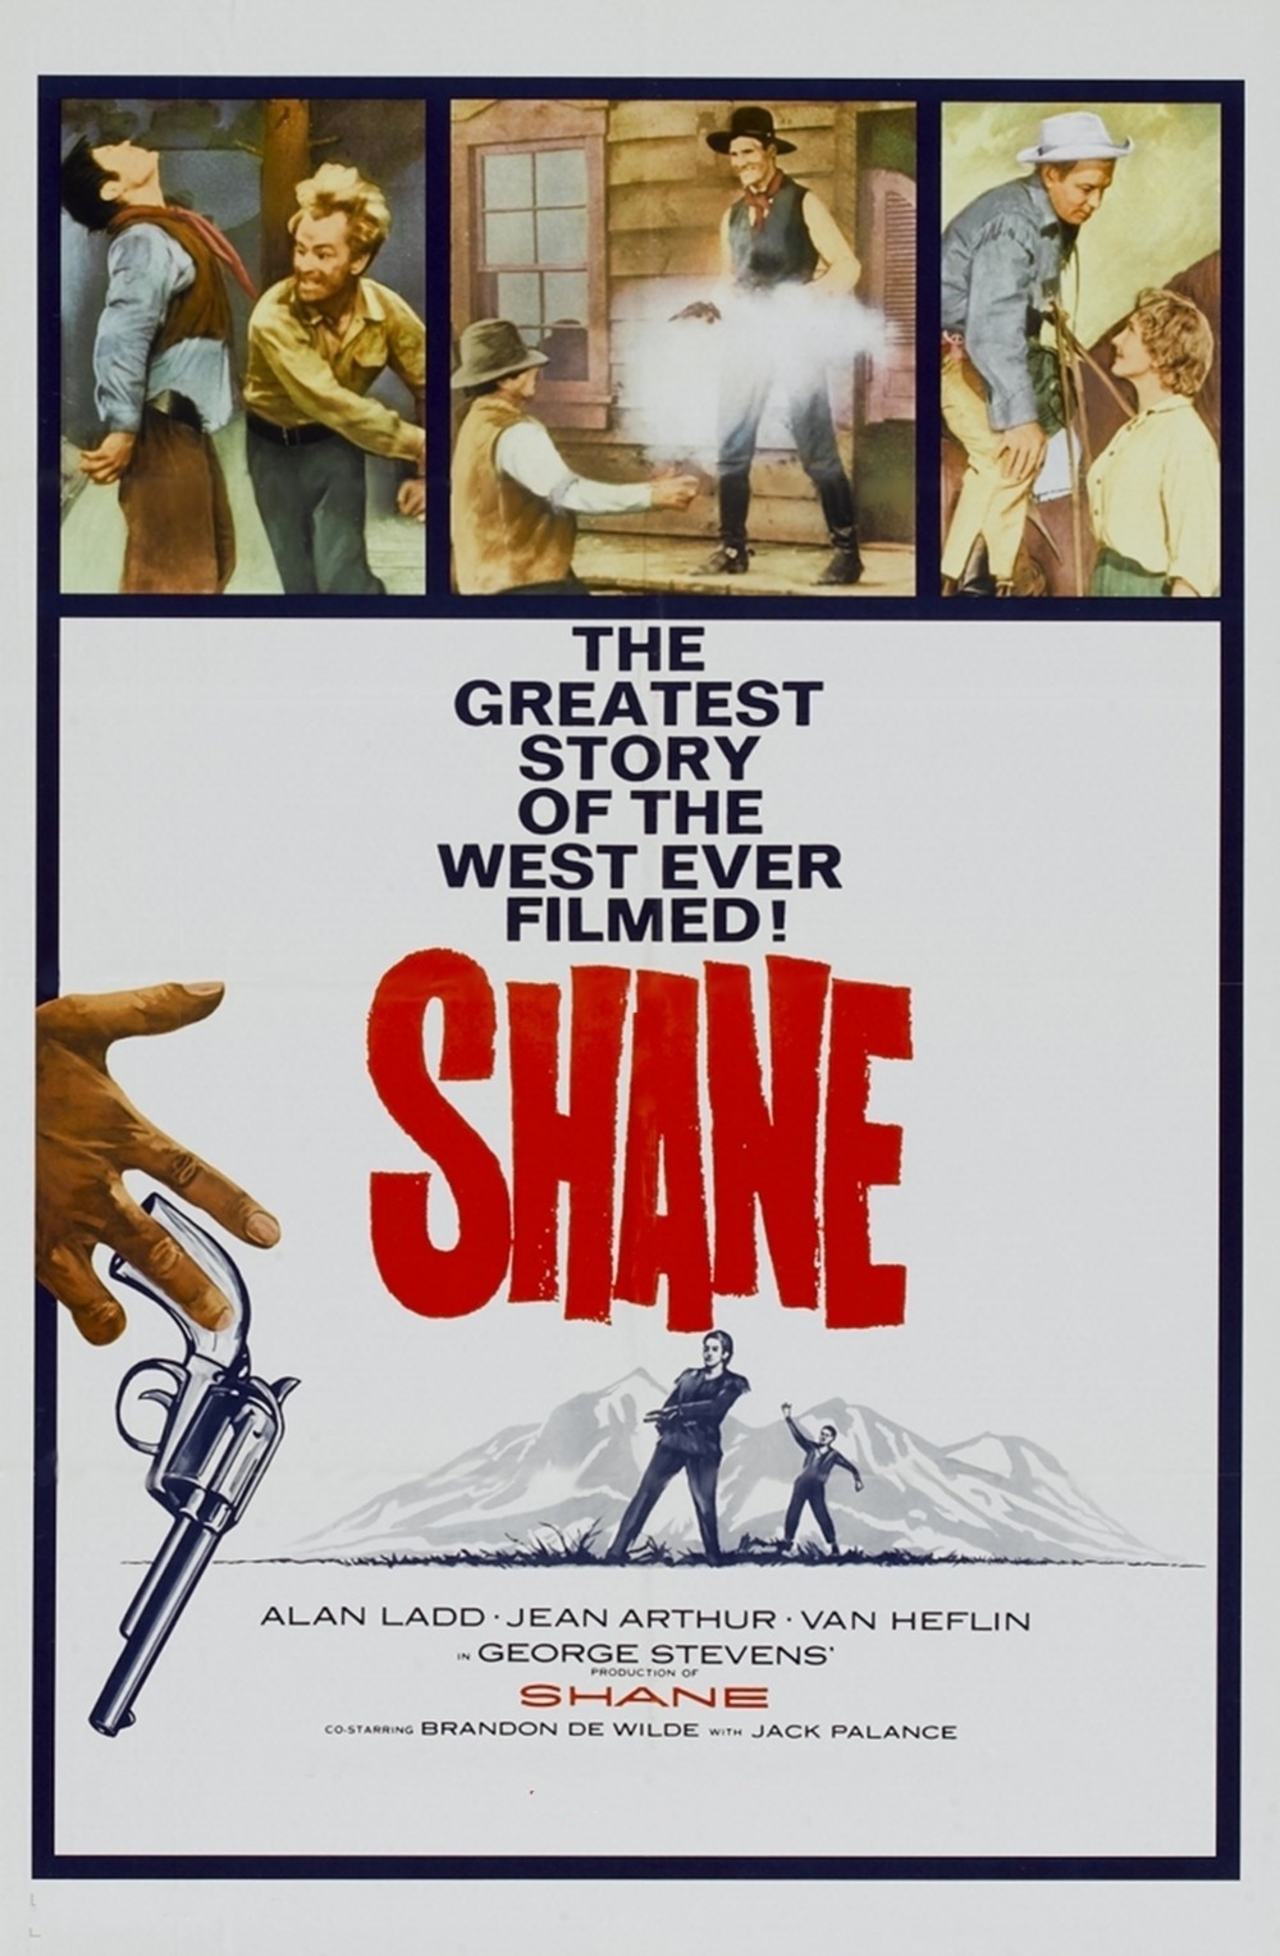 THE
GREATEST
STORY
OF THE
WEST EVER
FILMED!
SHANE
ALAN LADD · JEAN ARTHUR · VAN HEFLIN
IN GEORGE STEVENS'
PRODUCTION OF
SHANE
CO-STARRING BRANDON DE WILDE WITH JACK PALANCE